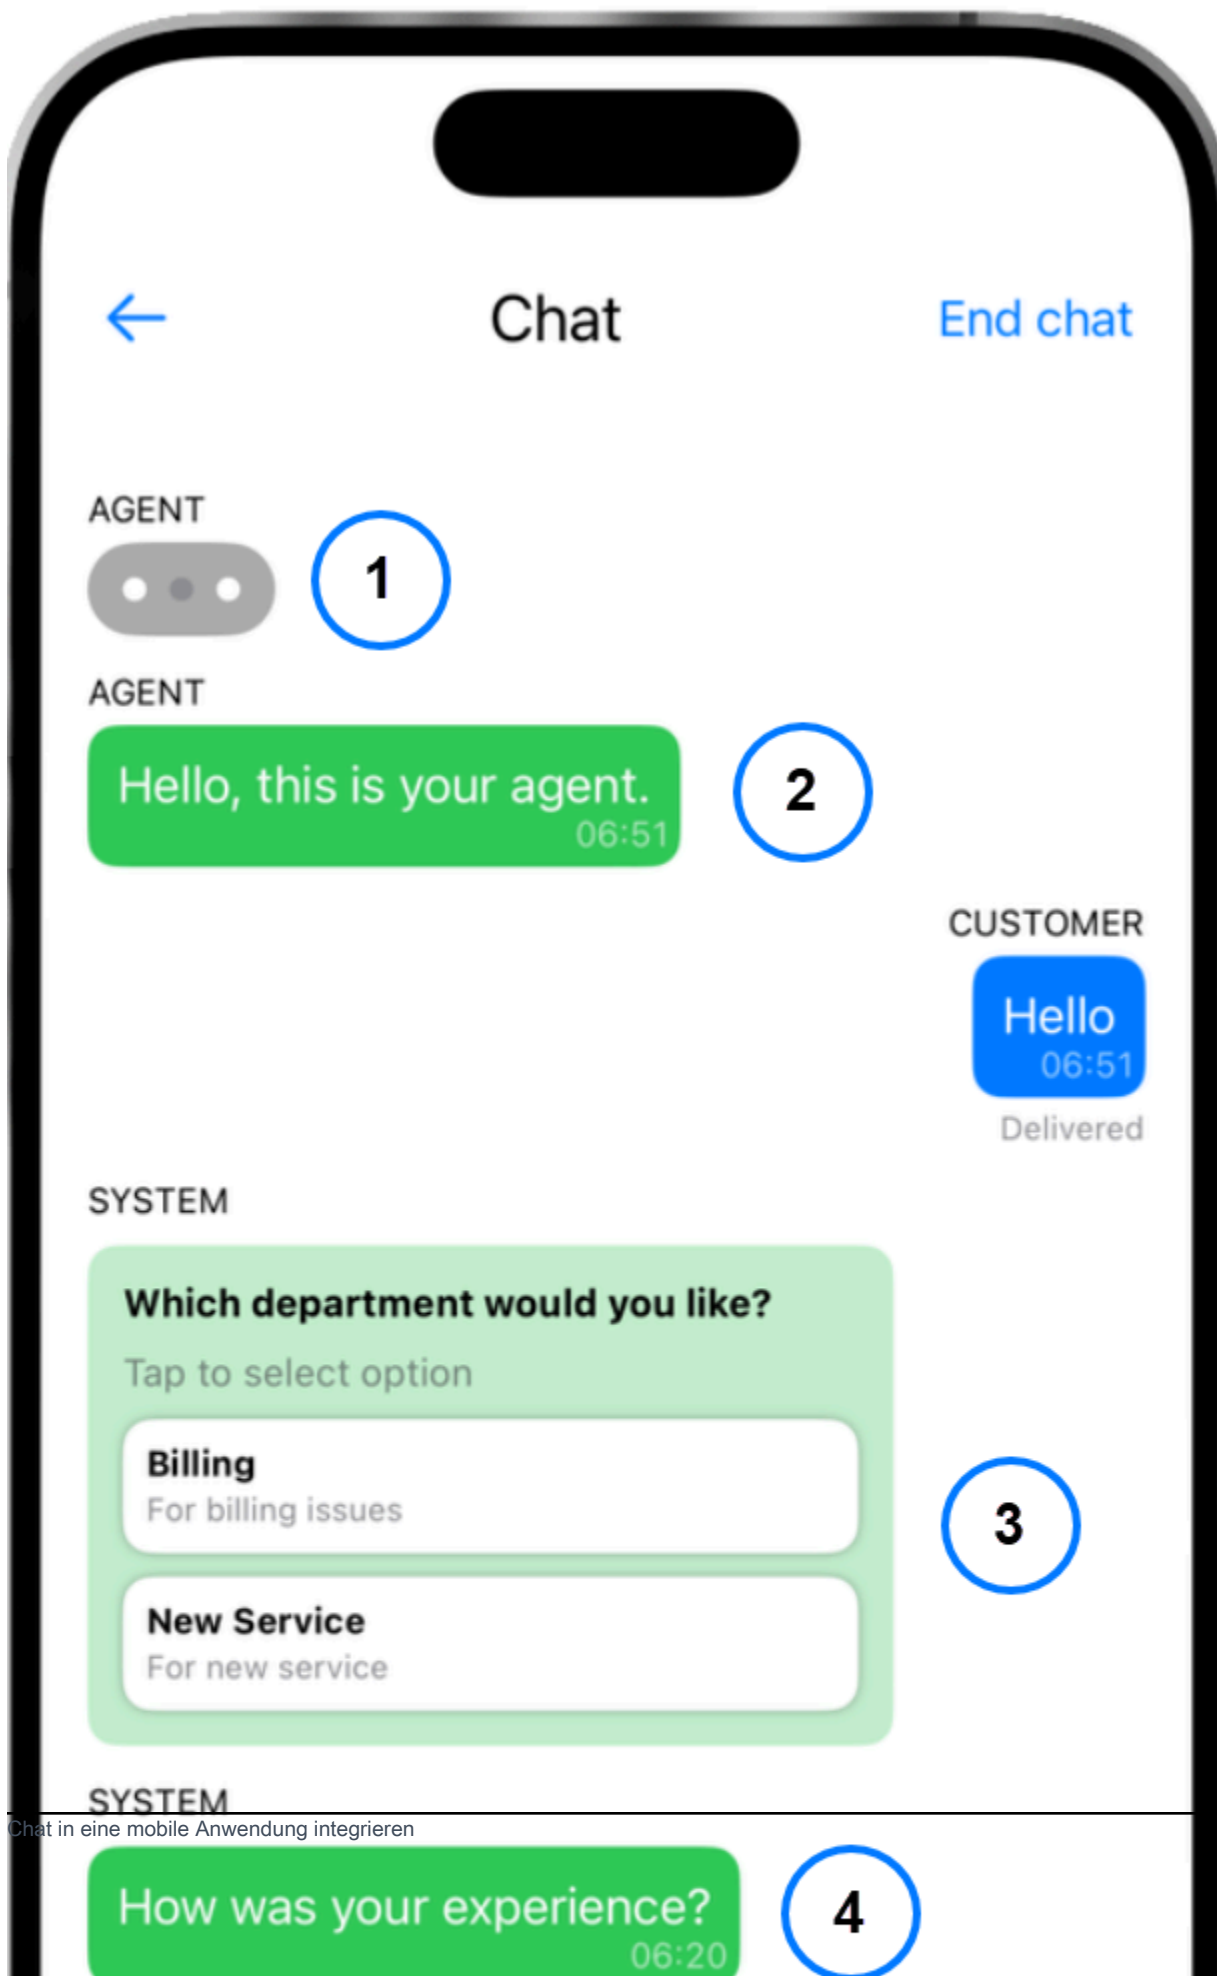 Chat
End chat
AGENT
1
AGENT
Hello, this is your agent.
06:51
2
CUSTOMER
Hello
06:51
Delivered
SYSTEM
Which department would you like?
Tap to select option
Billing
For billing issues
3
New Service
For new service
SYSTEM
Chat in eine mobile Anwendung integrieren
How was your experience?
06:20
4